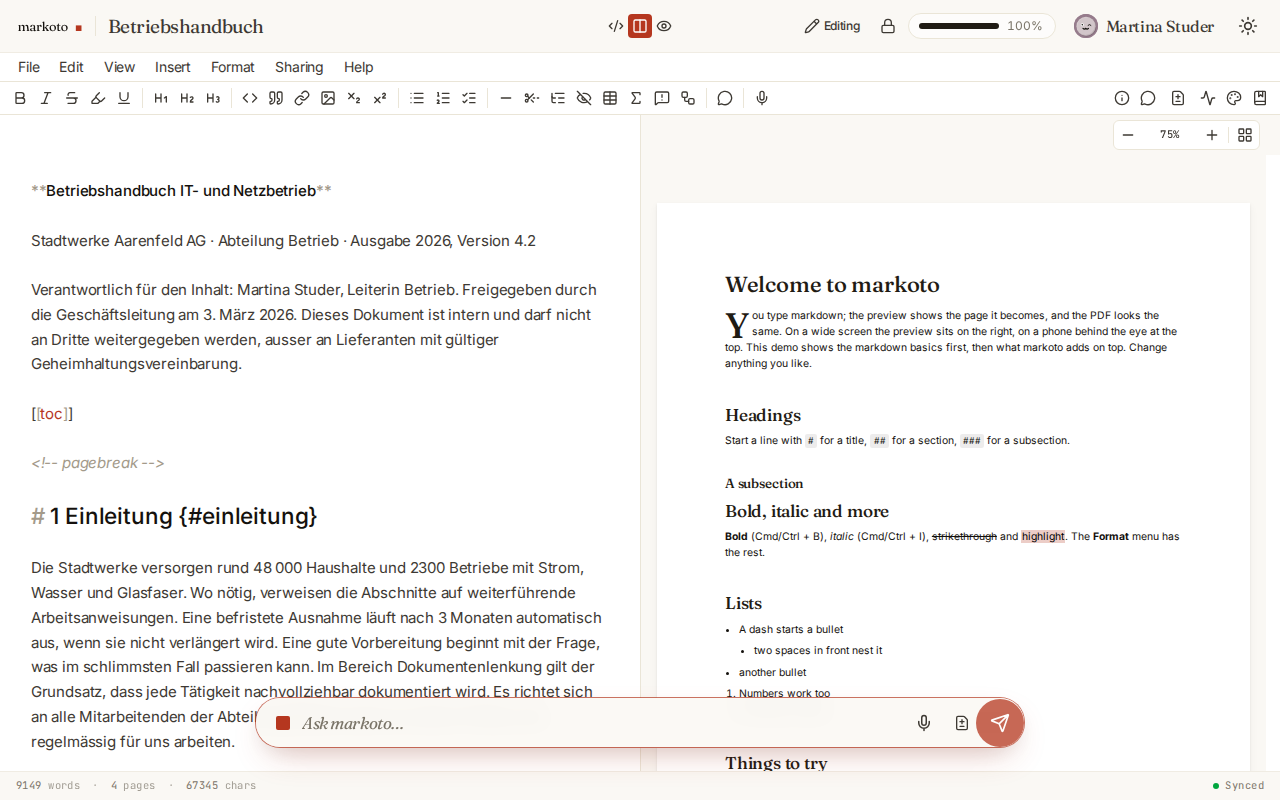 markoto
Betriebshandbuch
Editing
100%
Martina Studer
File Edit View Insert Format Sharing Help
H1 H2 H3
75%
**Betriebshandbuch IT- und Netzbetrieb**
Stadtwerke Aarenfeld AG · Abteilung Betrieb · Ausgabe 2026, Version 4.2
Verantwortlich für den Inhalt: Martina Studer, Leiterin Betrieb. Freigegeben durch
die Geschäftsleitung am 3. März 2026. Dieses Dokument ist intern und darf nicht
an Dritte weitergegeben werden, ausser an Lieferanten mit gültiger
Geheimhaltungsvereinbarung.
[[toc]]
<!-- pagebreak -->
# 1 Einleitung {#einleitung}
Die Stadtwerke versorgen rund 48 000 Haushalte und 2300 Betriebe mit Strom,
Wasser und Glasfaser. Wo nötig, verweisen die Abschnitte auf weiterführende
Arbeitsanweisungen. Eine befristete Ausnahme läuft nach 3 Monaten automatisch
aus, wenn sie nicht verlängert wird. Eine gute Vorbereitung beginnt mit der Frage,
was im schlimmsten Fall passieren kann. Im Bereich Dokumentenlenkung gilt der
Grundsatz, dass jede Tätigkeit nachvollziehbar dokumentiert wird. Es richtet sich
an alle Mitarbeitenden der
regelmässig für uns arbeiten.
Welcome to markoto
You type markdown; the preview shows the page it becomes, and the PDF looks the
same. On a wide screen the preview sits on the right, on a phone behind the eye at the
top. This demo shows the markdown basics first, then what markoto adds on top. Change
anything you like.
Headings
Start a line with # for a title, ## for a section, ### for a subsection.
A subsection
Bold, italic and more
Bold (Cmd/Ctrl + B), italic (Cmd/Ctrl + I), strikethrough and highlight. The Format menu has
the rest.
Lists
• A dash starts a bullet
• two spaces in front nest it
• another bullet
1. Numbers work too
Things to try
Ask markoto...
9149 words · 4 pages · 67345 chars
Synced